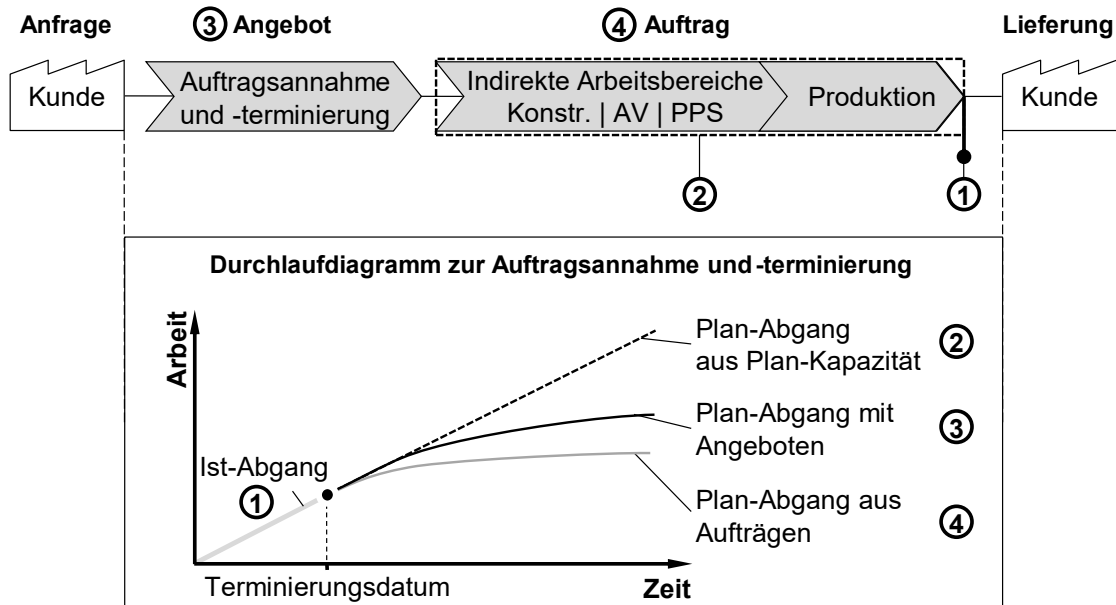 Anfrage ③ Angebot ④ Auftrag Lieferung
Kunde
Auftragsannahme
und -terminierung
Indirekte Arbeitsbereiche
Konstr. | AV | PPS
Produktion
Kunde
② ①
Durchlaufdiagramm zur Auftragsannahme und -terminierung
Arbeit
Plan-Abgang
aus Plan-Kapazität
②
Plan-Abgang mit
Angeboten
③
Ist-Abgang
①
Plan-Abgang aus
Aufträgen
④
Terminierungsdatum
Zeit